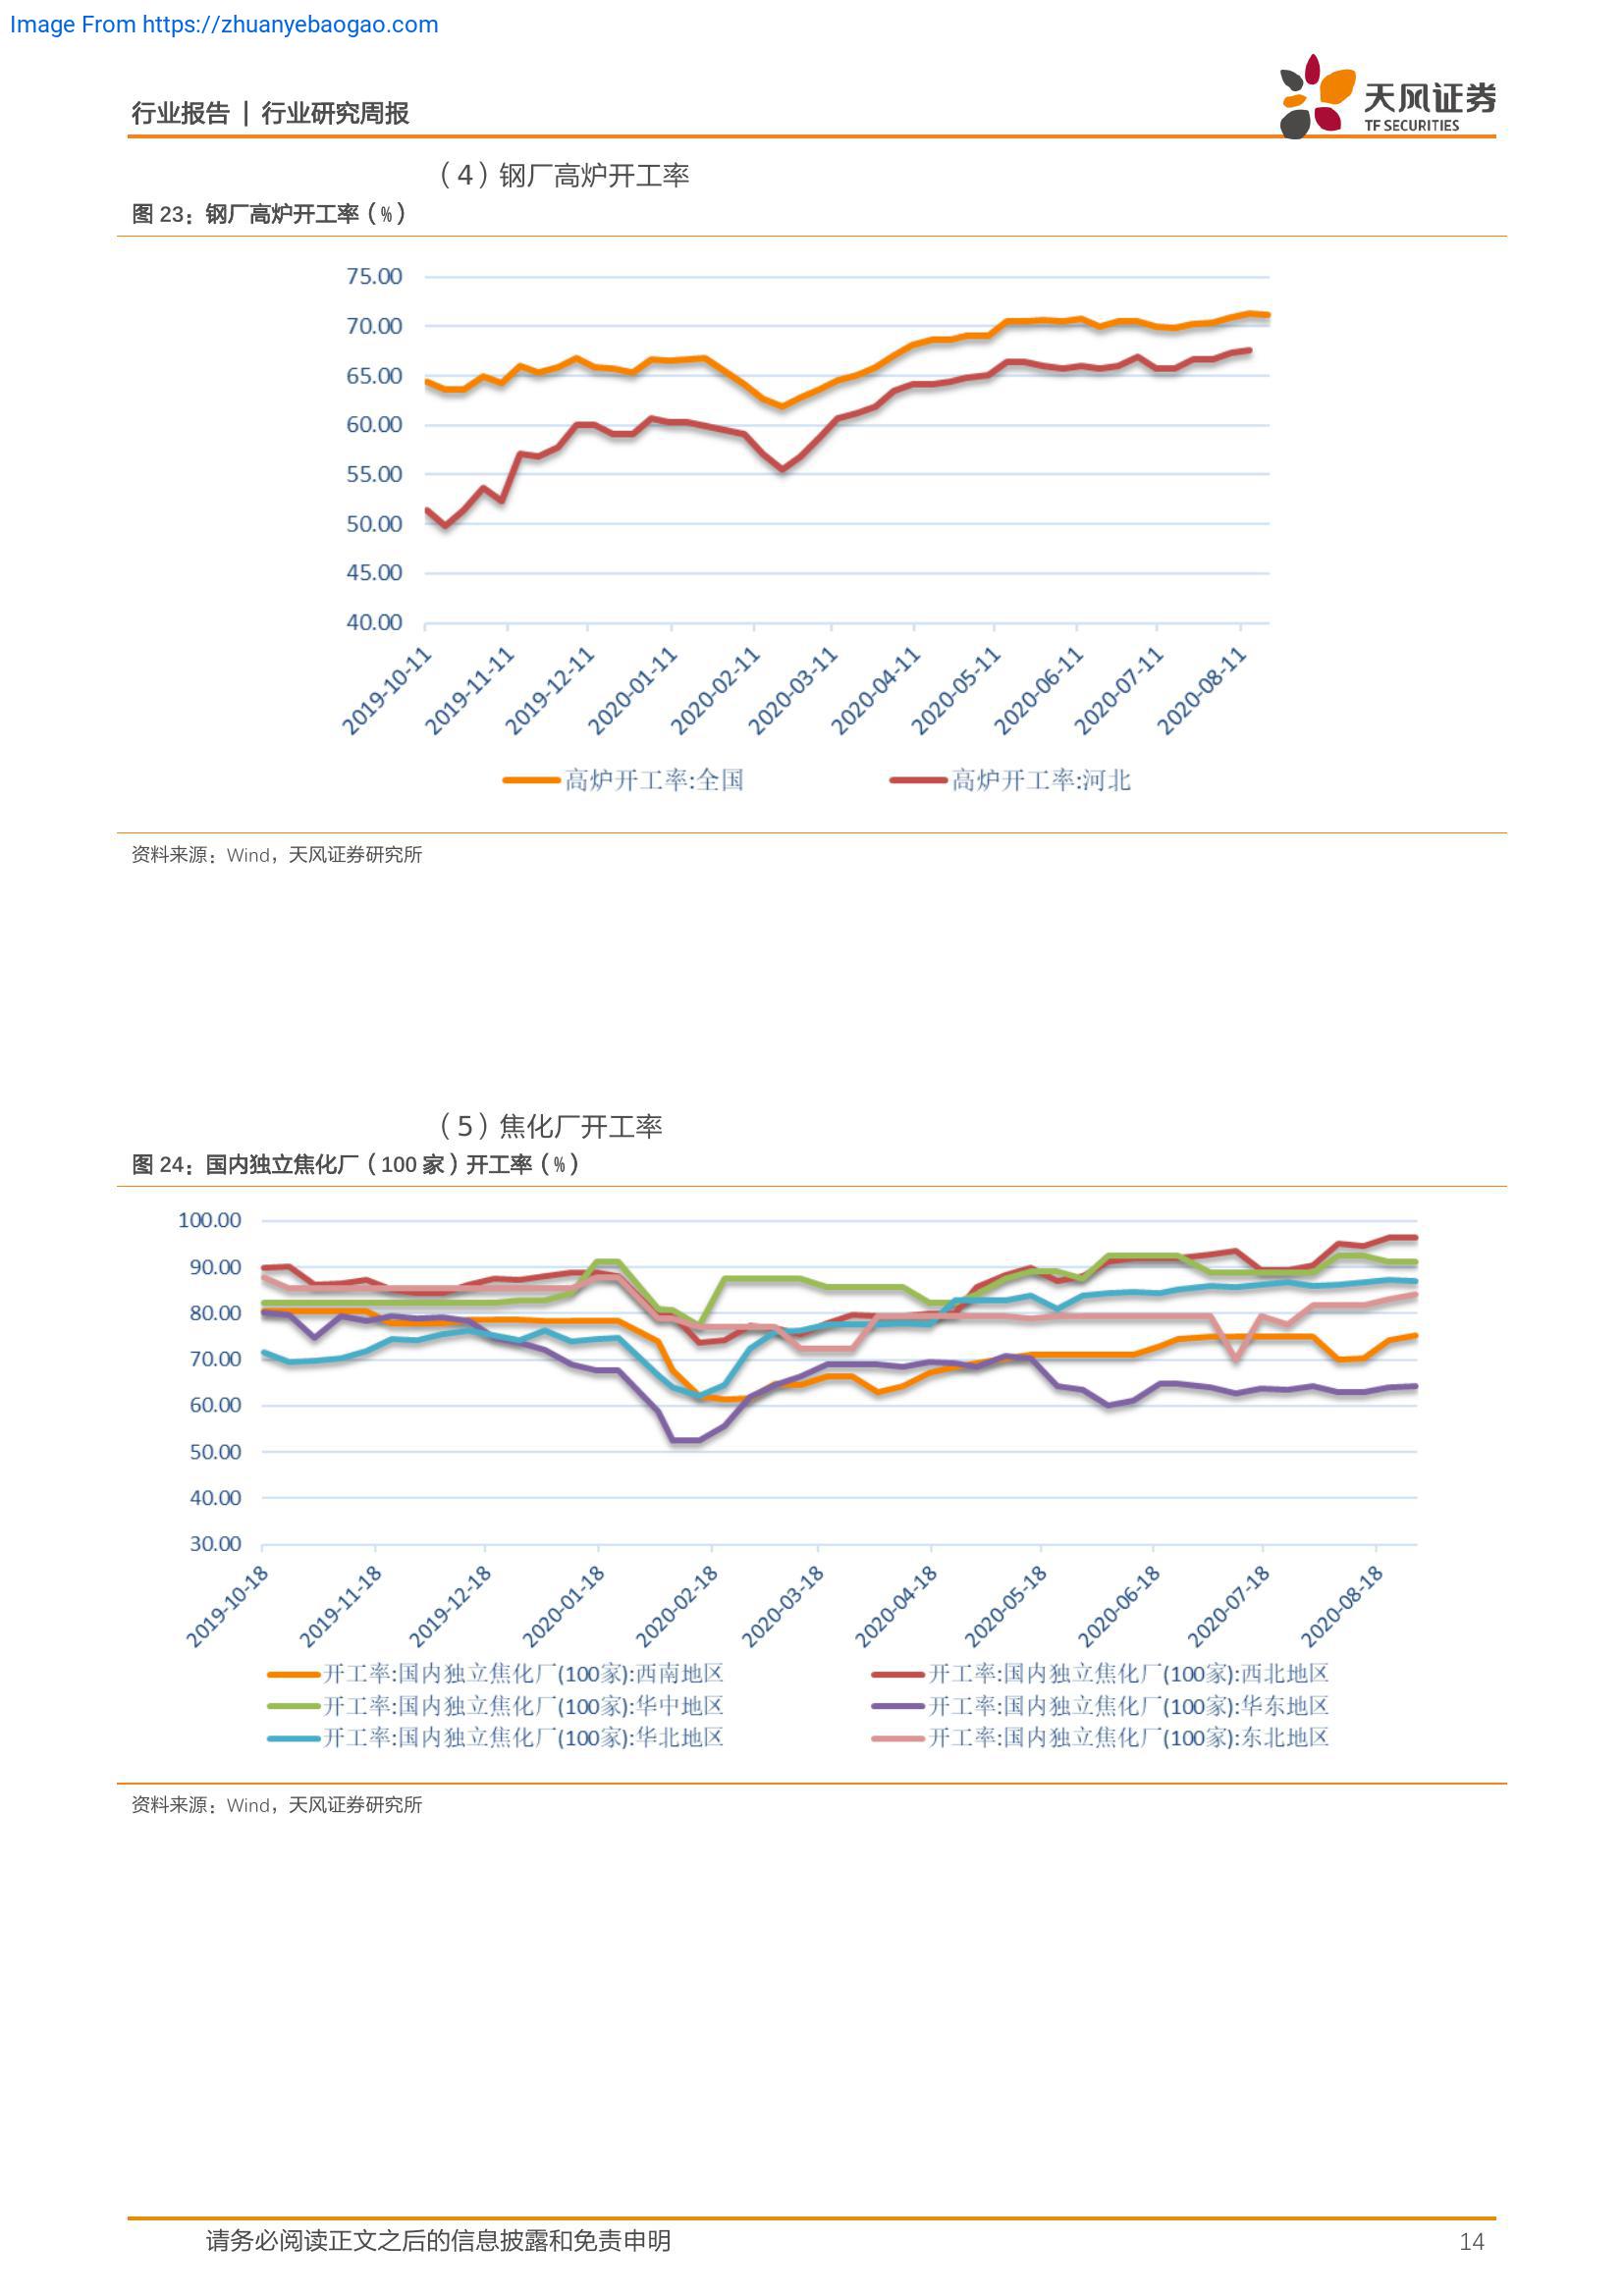 Image From https://zhuanyebaogao.com
行业报告 | 行业研究周报
天风证券
TF SECURITIES
（4）钢厂高炉开工率
图 23：钢厂高炉开工率（%）
75.00
70.00
65.00
60.00
55.00
50.00
45.00
40.00
2019-10-11
2019-11-11
2019-12-11
2020-01-11
2020-02-11
2020-03-11
2020-04-11
2020-05-11
2020-06-11
2020-07-11
2020-08-11
高炉开工率:全国
高炉开工率:河北
资料来源：Wind，天风证券研究所
（5）焦化厂开工率
图 24：国内独立焦化厂（100 家）开工率（%）
100.00
90.00
80.00
70.00
60.00
50.00
40.00
30.00
2019-10-18
2019-11-18
2019-12-18
2020-01-18
2020-02-18
2020-03-18
2020-04-18
2020-05-18
2020-06-18
2020-07-18
2020-08-18
开工率:国内独立焦化厂(100家):西南地区
开工率:国内独立焦化厂(100家):西北地区
开工率:国内独立焦化厂(100家):华中地区
开工率:国内独立焦化厂(100家):华东地区
开工率:国内独立焦化厂(100家):华北地区
开工率:国内独立焦化厂(100家):东北地区
资料来源：Wind，天风证券研究所
请务必阅读正文之后的信息披露和免责申明
14